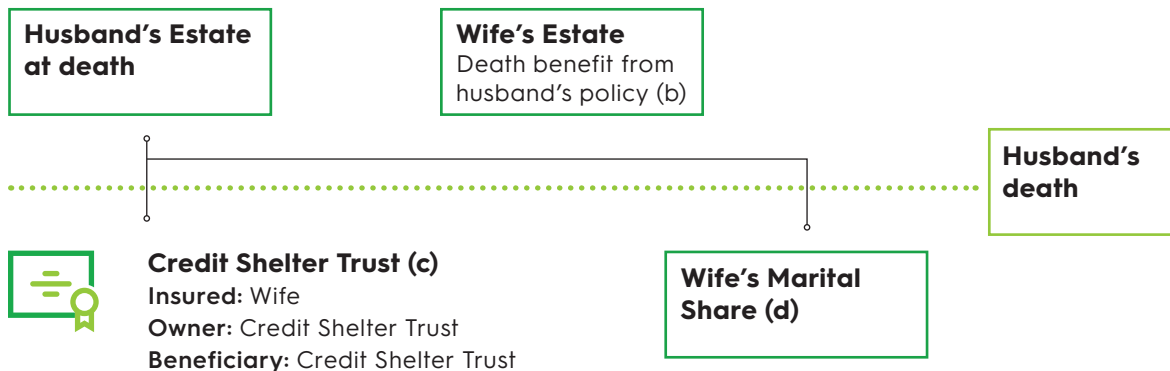 Husband’s Estate
at death
Wife’s Estate
Death benefit from
husband’s policy (b)
Husband’s
death
Credit Shelter Trust (c)
Insured: Wife
Owner: Credit Shelter Trust
Beneficiary: Credit Shelter Trust
Wife’s Marital
Share (d)